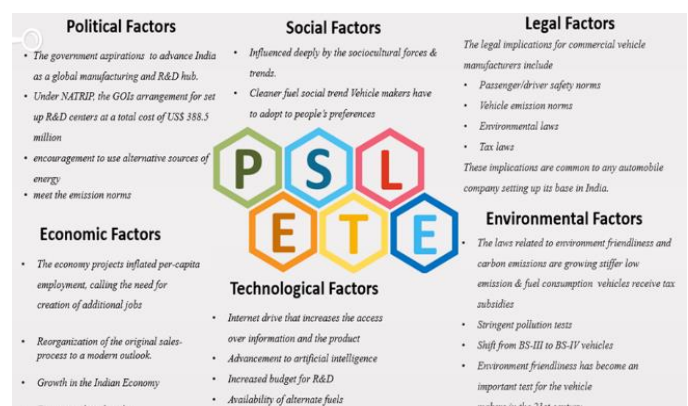 Political Factors
• The government aspirations to advance India
as a global manufacturing and R&D hub.
• Under NATRIP, the GOIs arrangement for set
up R&D centers at a total cost of US$ 388.5
million
• encouragement to use alternative sources of
energy
• meet the emission norms
Economic Factors
• The economy projects inflated per-capita
employment, calling the need for
creation of additional jobs
• Reorganization of the original sales-
process to a modern outlook.
• Growth in the Indian Economy
Social Factors
• Influenced deeply by the sociocultural forces &
trends.
• Cleaner fuel social trend Vehicle makers have
to adopt to people's preferences
P S L
E T E
Technological Factors
• Internet drive that increases the access
over information and the product
• Advancement to artificial intelligence
• Increased budget for R&D
• Availability of alternate fuels
Legal Factors
The legal implications for commercial vehicle
manufacturers include
• Passenger/driver safety norms
• Vehicle emission norms
• Environmental laws
• Tax laws
These implications are common to any automobile
company setting up its base in India.
Environmental Factors
• The laws related to environment friendliness and
carbon emissions are growing stiffer low
emission & fuel consumption vehicles receive tax
subsidies
• Stringent pollution tests
• Shift from BS-III to BS-IV vehicles
• Environment friendliness has become an
important test for the vehicle